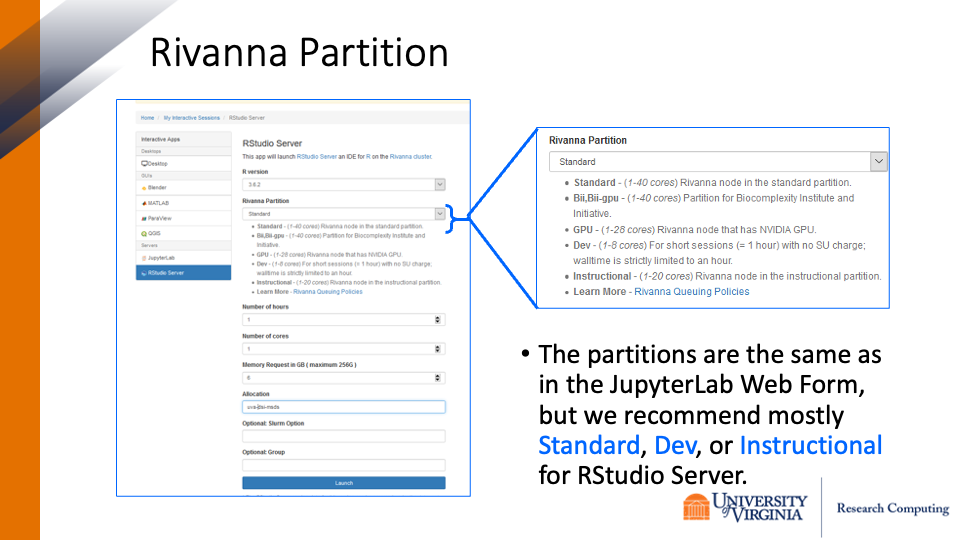 Rivanna Partition
Home / My Interactive Sessions / RStudio Server
Interactive Apps
Desktops
Desktop
GUIs
Blender
MATLAB
ParaView
QGIS
Servers
JupyterLab
RStudio Server
RStudio Server
This app will launch RStudio Server an IDE for R on the Rivanna cluster.
R version
3.6.2
Rivanna Partition
Standard
• Standard - (1-40 cores) Rivanna node in the standard partition.
• Bii,Bii-gpu - (1-40 cores) Partition for Biocomplexity Institute and
Initiative.
• GPU - (1-28 cores) Rivanna node that has NVIDIA GPU.
• Dev - (1-8 cores) For short sessions (= 1 hour) with no SU charge;
walltime is strictly limited to an hour.
• Instructional - (1-20 cores) Rivanna node in the instructional partition.
• Learn More - Rivanna Queuing Policies
Number of hours
1
Number of cores
1
Memory Request in GB ( maximum 256G )
6
Allocation
Optional: Slurm Option
Optional: Group
Launch
Rivanna Partition
Standard
• Standard - (1-40 cores) Rivanna node in the standard partition.
• Bii,Bii-gpu - (1-40 cores) Partition for Biocomplexity Institute and
Initiative.
• GPU - (1-28 cores) Rivanna node that has NVIDIA GPU.
• Dev - (1-8 cores) For short sessions (= 1 hour) with no SU charge;
walltime is strictly limited to an hour.
• Instructional - (1-20 cores) Rivanna node in the instructional partition.
• Learn More - Rivanna Queuing Policies
• The partitions are the same as
in the JupyterLab Web Form,
but we recommend mostly
Standard, Dev, or Instructional
for RStudio Server.
UNIVERSITY
of VIRGINIA
Research Computing